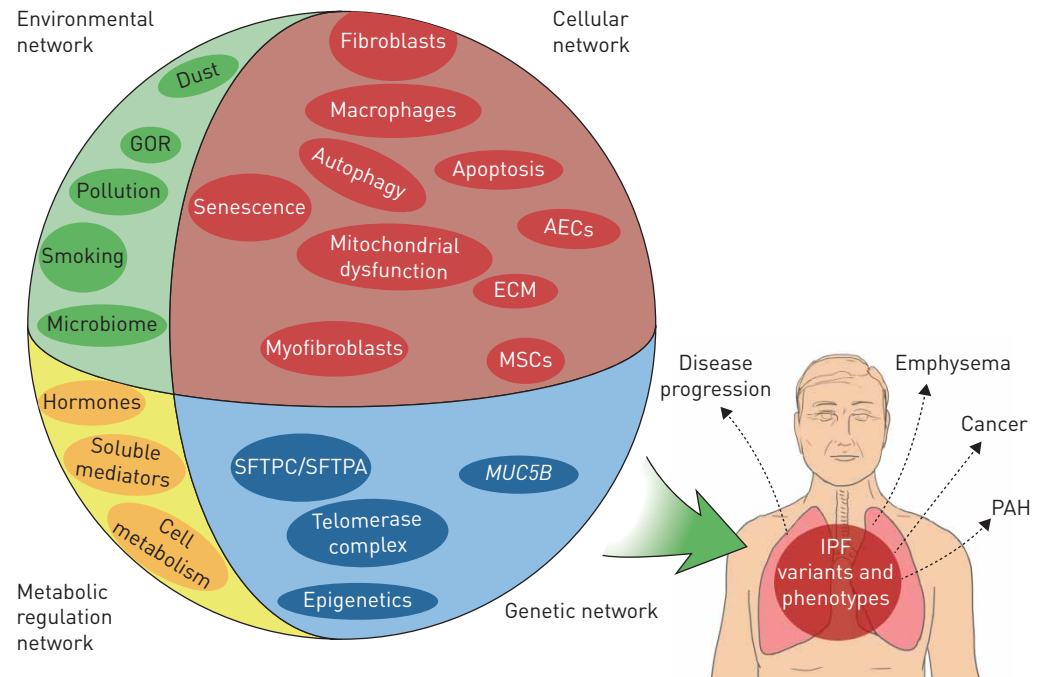 Environmental
network
Cellular
network
Dust
GOR
Pollution
Smoking
Microbiome
Fibroblasts
Macrophages
Autophagy
Apoptosis
Senescence
AECs
Mitochondrial
dysfunction
ECM
Myofibroblasts
MSCs
Hormones
Soluble
mediators
Cell
metabolism
Metabolic
regulation
network
SFTPC/SFTPA
MUC5B
Telomerase
complex
Epigenetics
Genetic network
Disease
progression
Emphysema
Cancer
PAH
IPF
variants and
phenotypes